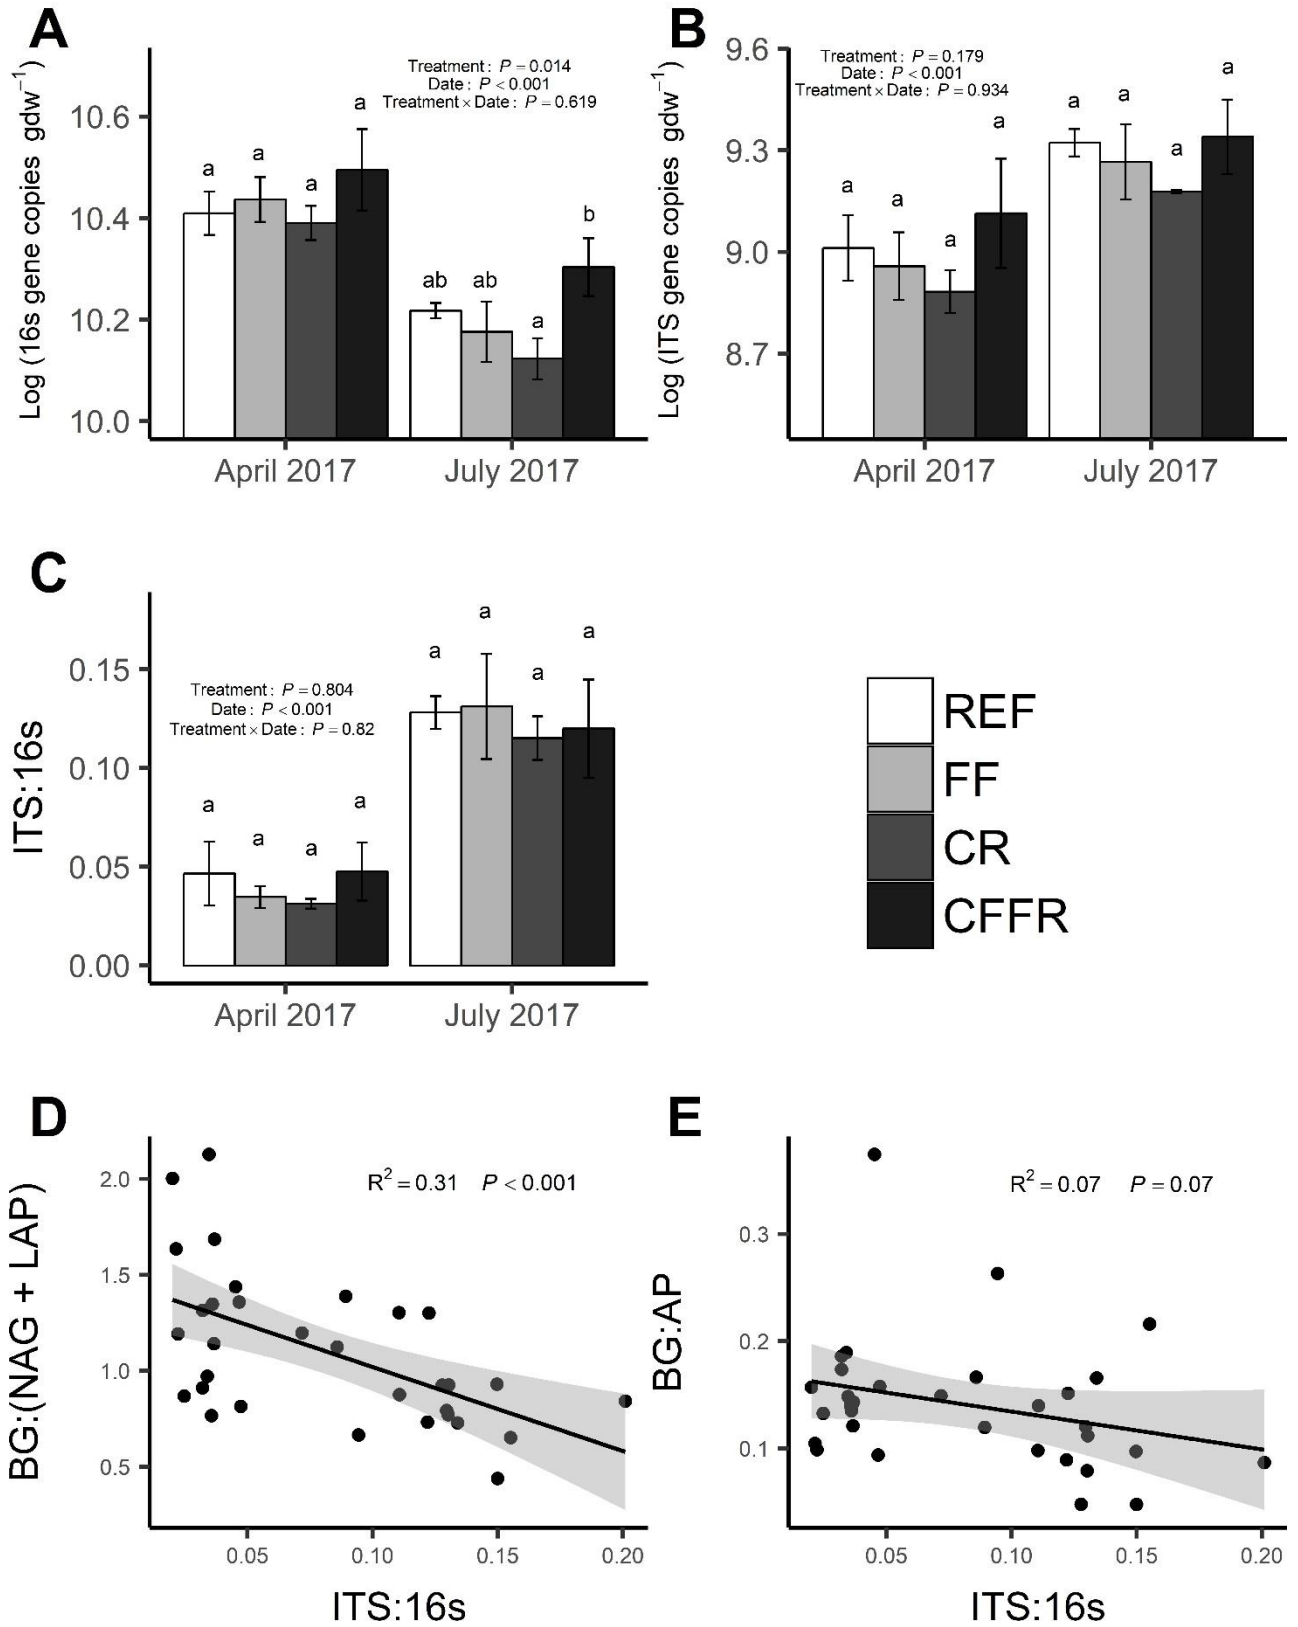 A
Log (16s gene copies gdw⁻¹)
10.6
10.4
10.2
10.0
Treatment: P = 0.014
Date: P < 0.001
Treatment × Date: P = 0.619
a
a
a
a
ab
ab
a
b
April 2017
July 2017
B
Log (ITS gene copies gdw⁻¹)
9.6
9.3
9.0
8.7
Treatment: P = 0.179
Date: P < 0.001
Treatment × Date: P = 0.934
a
a
a
a
a
a
a
a
April 2017
July 2017
C
ITS:16s
0.15
0.10
0.05
0.00
Treatment: P = 0.804
Date: P < 0.001
Treatment × Date: P = 0.82
a
a
a
a
a
a
a
a
April 2017
July 2017
REF
FF
CR
CFFR
D
BG:(NAG + LAP)
2.0
1.5
1.0
0.5
R² = 0.31 P < 0.001
0.05 0.10 0.15 0.20
ITS:16s
E
BG:AP
0.3
0.2
0.1
R² = 0.07 P = 0.07
0.05 0.10 0.15 0.20
ITS:16s